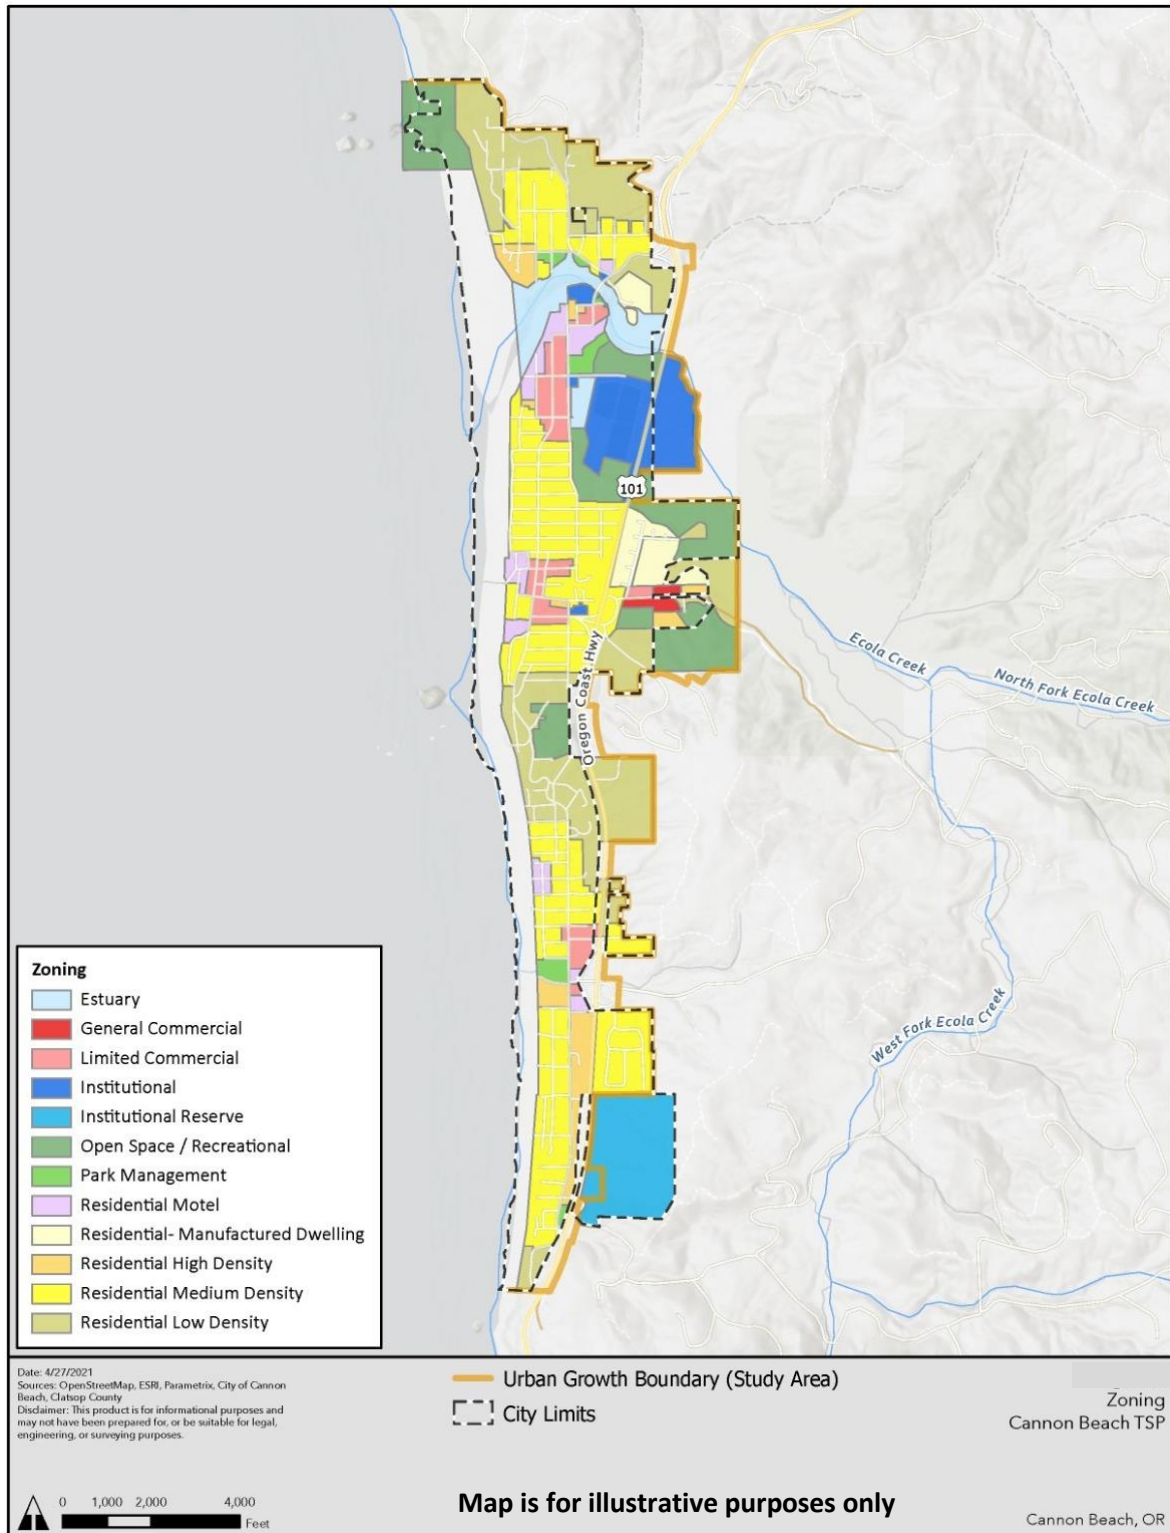 101
Oregon Coast Hwy
Ecola Creek
North Fork Ecola Creek
West Fork Ecola Creek
Zoning
Estuary
General Commercial
Limited Commercial
Institutional
Institutional Reserve
Open Space / Recreational
Park Management
Residential Motel
Residential- Manufactured Dwelling
Residential High Density
Residential Medium Density
Residential Low Density
Date: 4/27/2021
Sources: OpenStreetMap, ESRI, Parametrix, City of Cannon
Beach, Clatsop County
Disclaimer: This product is for informational purposes and
may not have been prepared for, or be suitable for legal,
engineering, or surveying purposes.
Urban Growth Boundary (Study Area)
City Limits
Zoning
Cannon Beach TSP
0 1,000 2,000 4,000
Feet
Map is for illustrative purposes only
Cannon Beach, OR